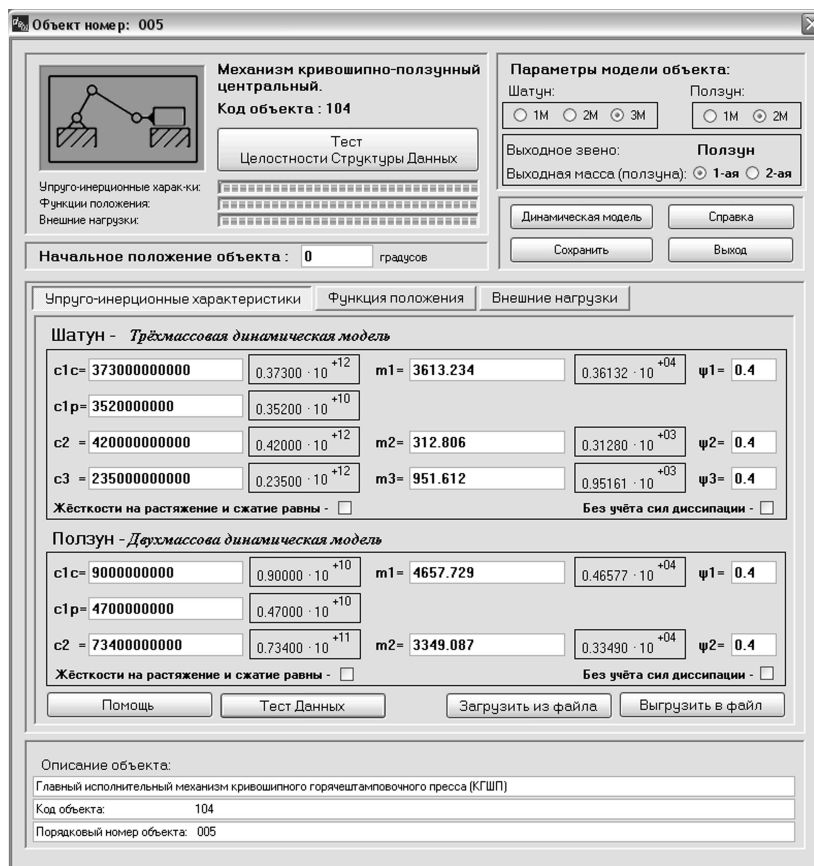 Объект номер: 005
Механизм кривошипно-ползунный
центральный.
Код объекта : 104
Тест
Целостности Структуры Данных
Упруго-инерционные харак-ки:
Функции положения:
Внешние нагрузки:
Параметры модели объекта:
Шатун: Ползун:
1М 2М 3М 1М 2М
Выходное звено: Ползун
Выходная масса (ползуна): 1-ая 2-ая
Динамическая модель Справка
Сохранить Выход
Начальное положение объекта : 0 градусов
Упруго-инерционные характеристики Функция положения Внешние нагрузки
Шатун - Трёхмассовая динамическая модель
c1c= 373000000000 0.37300 · 10 +12 m1= 3613.234 0.36132 · 10 +04 ψ1= 0.4
c1p= 3520000000 0.35200 · 10 +10
c2 = 420000000000 0.42000 · 10 +12 m2= 312.806 0.31280 · 10 +03 ψ2= 0.4
c3 = 235000000000 0.23500 · 10 +12 m3= 951.612 0.95161 · 10 +03 ψ3= 0.4
Жёсткости на растяжение и сжатие равны - Без учёта сил диссипации -
Ползун - Двухмассова динамическая модель
c1c= 9000000000 0.90000 · 10 +10 m1= 4657.729 0.46577 · 10 +04 ψ1= 0.4
c1p= 4700000000 0.47000 · 10 +10
c2 = 73400000000 0.73400 · 10 +11 m2= 3349.087 0.33490 · 10 +04 ψ2= 0.4
Жёсткости на растяжение и сжатие равны - Без учёта сил диссипации -
Помощь Тест Данных Загрузить из файла Выгрузить в файл
Описание объекта:
Главный исполнительный механизм кривошипного горячештамповочного пресса (КГШП)
Код объекта: 104
Порядковый номер объекта: 005